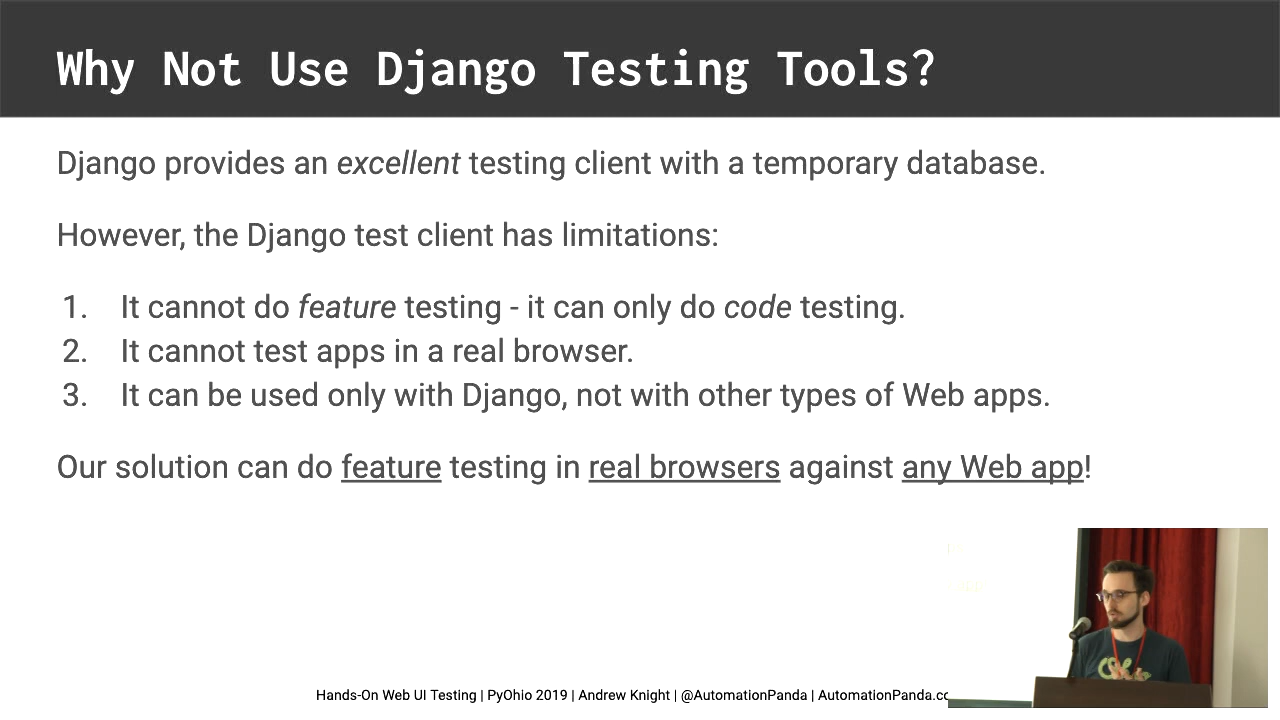 Why Not Use Django Testing Tools?
Django provides an excellent testing client with a temporary database.
However, the Django test client has limitations:
1. It cannot do feature testing - it can only do code testing.
2. It cannot test apps in a real browser.
3. It can be used only with Django, not with other types of Web apps.
Our solution can do feature testing in real browsers against any Web app!
Hands-On Web UI Testing | PyOhio 2019 | Andrew Knight | @AutomationPanda | AutomationPanda.cc